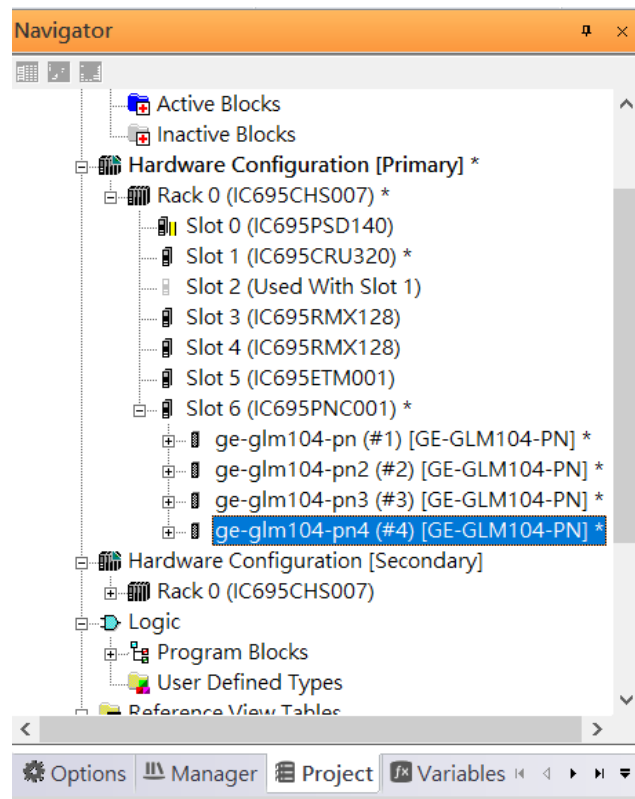 Navigator
Active Blocks
Inactive Blocks
Hardware Configuration [Primary] *
Rack 0 (IC695CHS007) *
Slot 0 (IC695PSD140)
Slot 1 (IC695CRU320) *
Slot 2 (Used With Slot 1)
Slot 3 (IC695RMX128)
Slot 4 (IC695RMX128)
Slot 5 (IC695ETM001)
Slot 6 (IC695PNC001) *
ge-glm104-pn (#1) [GE-GLM104-PN] *
ge-glm104-pn2 (#2) [GE-GLM104-PN] *
ge-glm104-pn3 (#3) [GE-GLM104-PN] *
ge-glm104-pn4 (#4) [GE-GLM104-PN] *
Hardware Configuration [Secondary]
Rack 0 (IC695CHS007)
Logic
Program Blocks
User Defined Types
Reference View Tables
Options Manager Project Variables